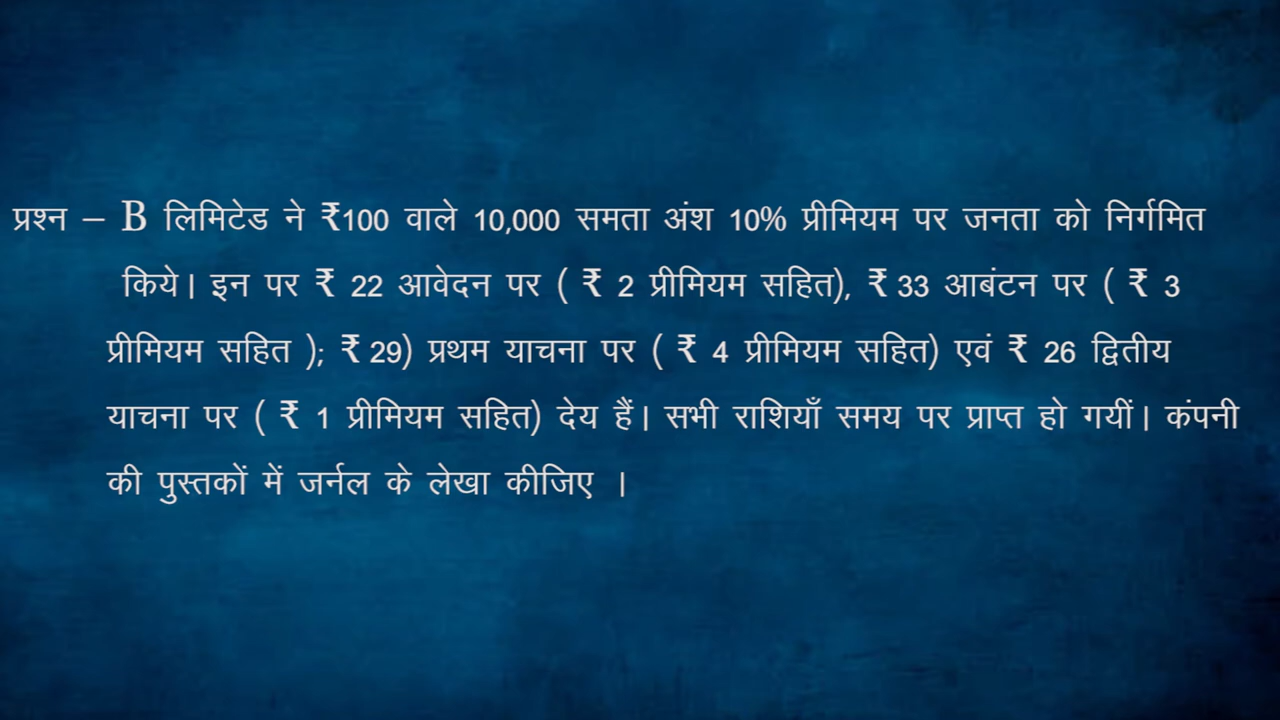 प्रश्न – B लिमिटेड ने ₹100 वाले 10,000 समता अंश 10% प्रीमियम पर जनता को निर्गमित
किये। इन पर ₹ 22 आवेदन पर ( ₹ 2 प्रीमियम सहित), ₹ 33 आबंटन पर ( ₹ 3
प्रीमियम सहित ); ₹ 29) प्रथम याचना पर ( ₹ 4 प्रीमियम सहित) एवं ₹ 26 द्वितीय
याचना पर ( ₹ 1 प्रीमियम सहित) देय हैं। सभी राशियाँ समय पर प्राप्त हो गयीं। कंपनी
की पुस्तकों में जर्नल के लेखा कीजिए ।